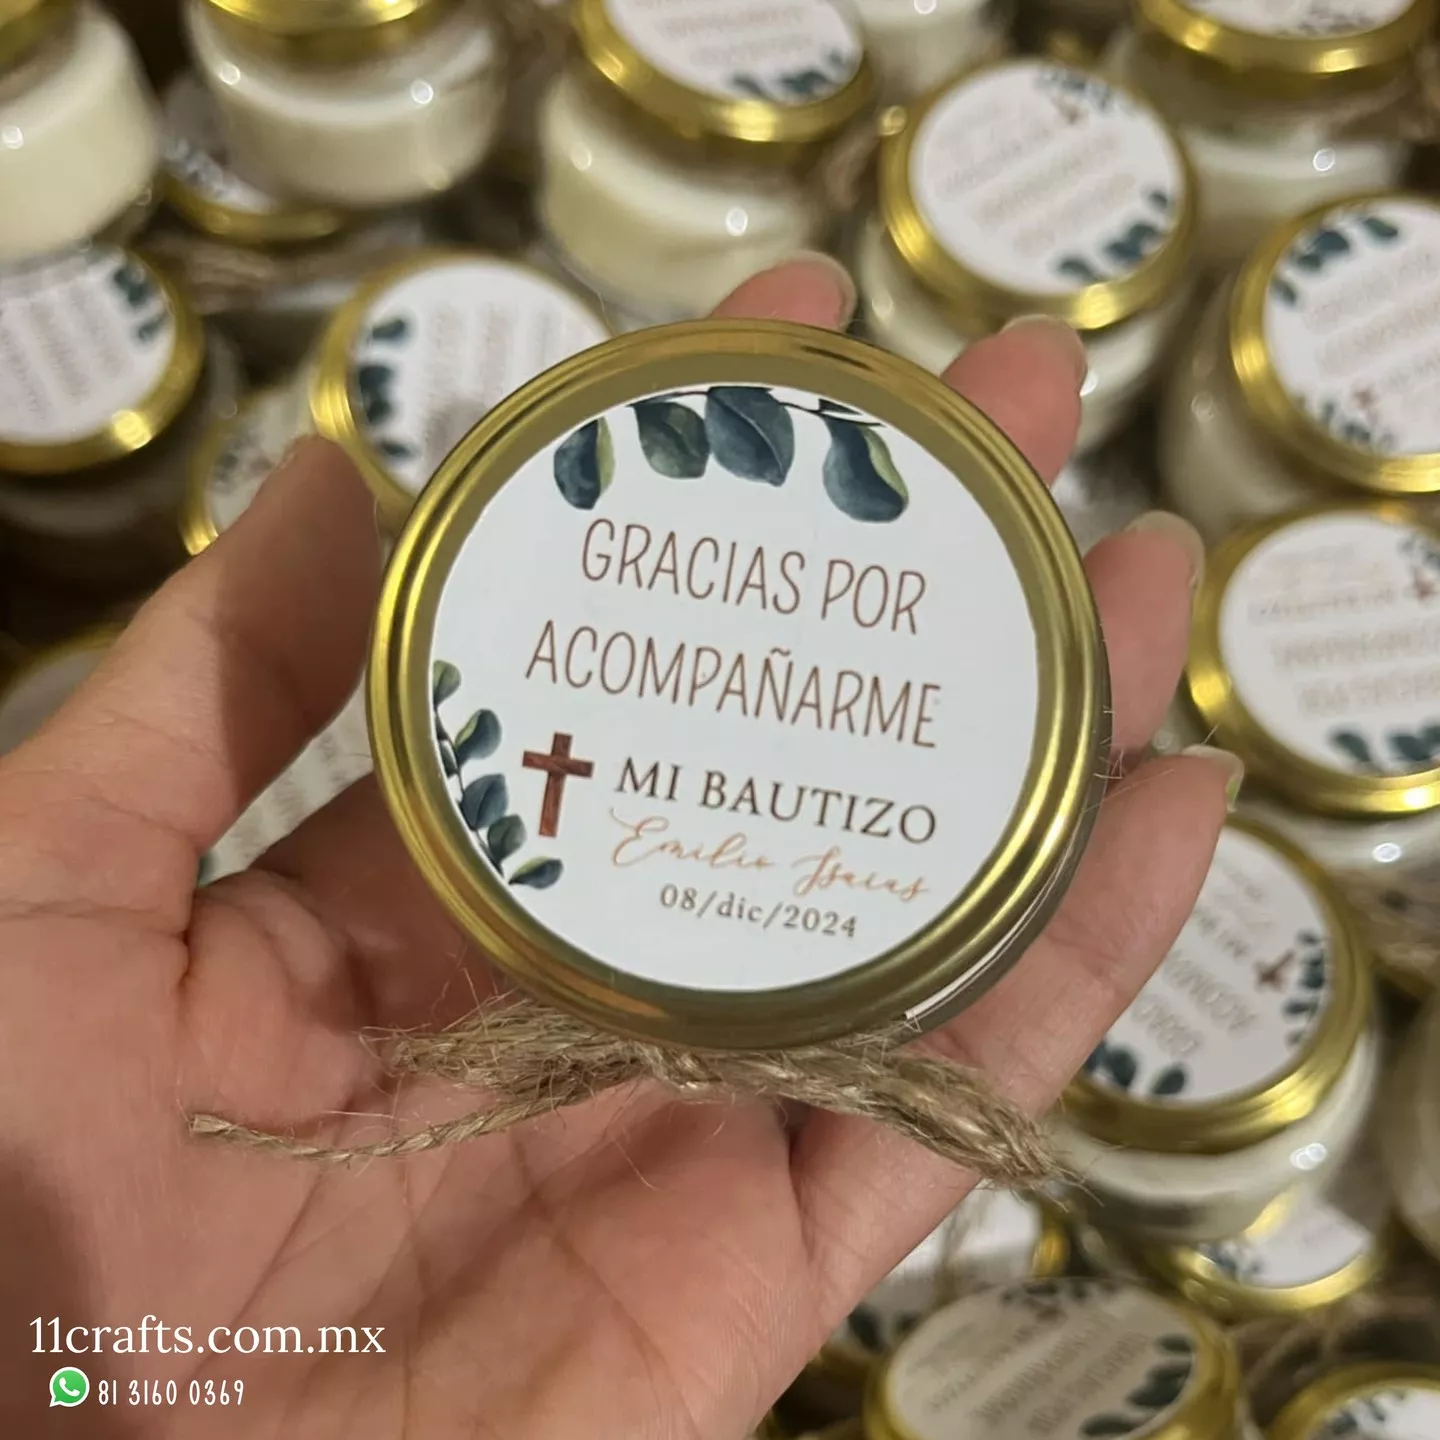 GRACIAS POR
ACOMPAÑARME
MI BAUTIZO
Emilio Isaias
08/dic/2024
11crafts.com.mx
81 3160 0369